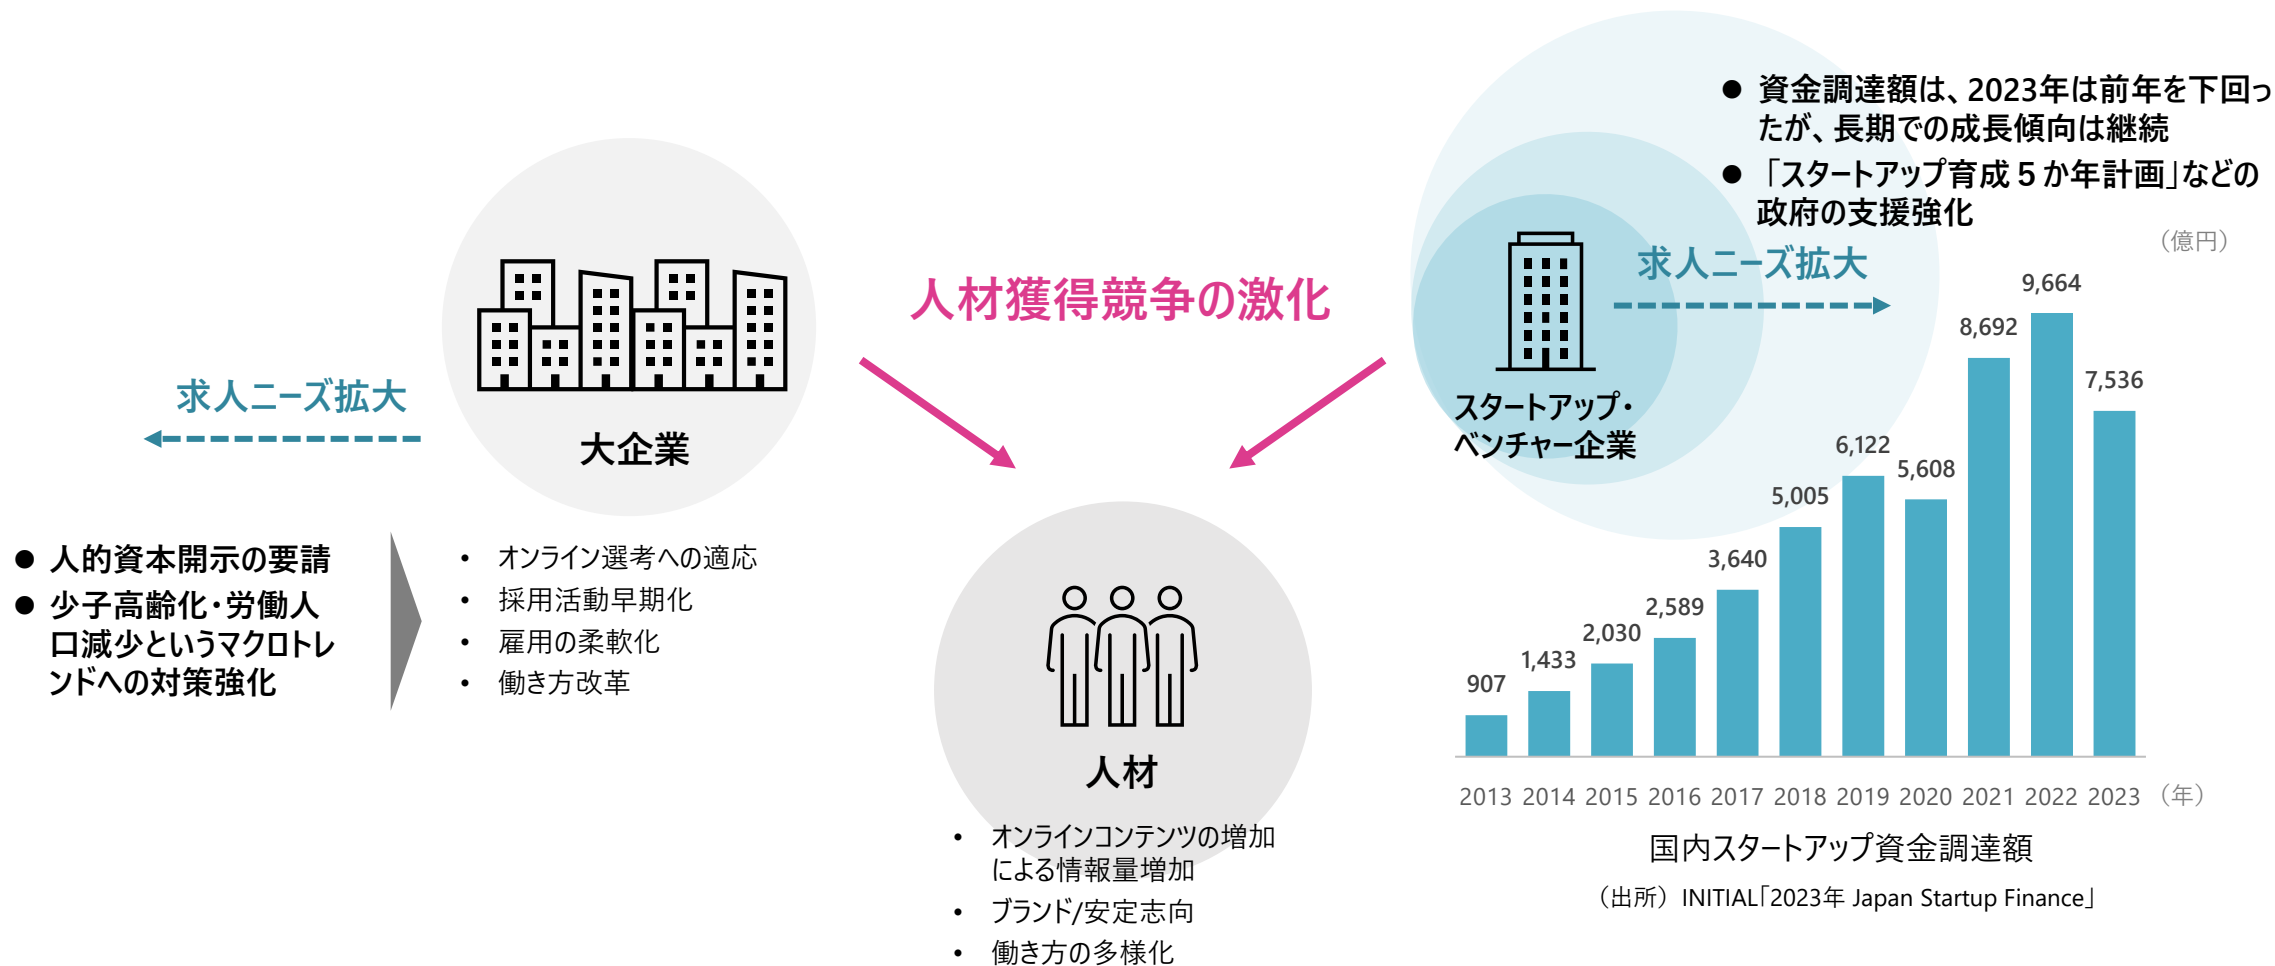 求人ニーズ拡大
大企業
● 人的資本開示の要請
● 少子高齢化・労働人
口減少というマクロトレ
ンドへの対策強化
• オンライン選考への適応
• 採用活動早期化
• 雇用の柔軟化
• 働き方改革
人材獲得競争の激化
人材
• オンラインコンテンツの増加
による情報量増加
• ブランド/安定志向
• 働き方の多様化
● 資金調達額は、2023年は前年を下回っ
たが、長期での成長傾向は継続
● 「スタートアップ育成5か年計画」などの
政府の支援強化
求人ニーズ拡大
スタートアップ・
ベンチャー企業
（億円）
907
1,433
2,030
2,589
3,640
5,005
6,122
5,608
8,692
9,664
7,536
2013 2014 2015 2016 2017 2018 2019 2020 2021 2022 2023 （年）
国内スタートアップ資金調達額
（出所）INITIAL「2023年 Japan Startup Finance」